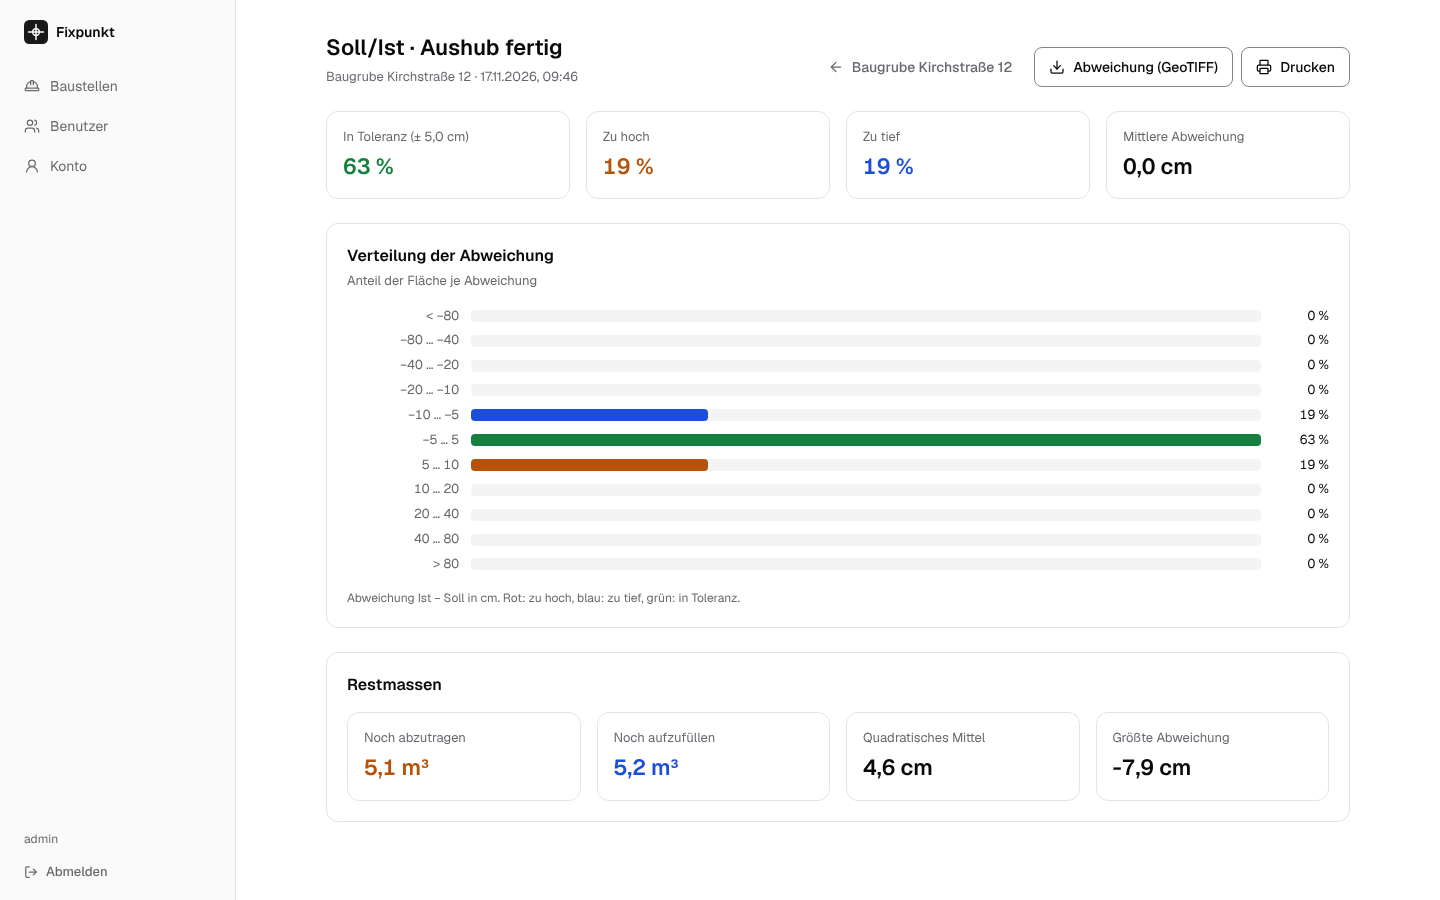 Fixpunkt
Baustellen
Benutzer
Konto
admin
Abmelden
Soll/Ist · Aushub fertig
Baugrube Kirchstraße 12 · 17.11.2026, 09:46
Baugrube Kirchstraße 12
Abweichung (GeoTIFF)
Drucken
In Toleranz (± 5,0 cm)
63 %
Zu hoch
19 %
Zu tief
19 %
Mittlere Abweichung
0,0 cm
Verteilung der Abweichung
Anteil der Fläche je Abweichung
< −80 0 %
−80 … −40 0 %
−40 … −20 0 %
−20 … −10 0 %
−10 … −5 19 %
−5 … 5 63 %
5 … 10 19 %
10 … 20 0 %
20 … 40 0 %
40 … 80 0 %
> 80 0 %
Abweichung Ist − Soll in cm. Rot: zu hoch, blau: zu tief, grün: in Toleranz.
Restmassen
Noch abzutragen
5,1 m³
Noch aufzufüllen
5,2 m³
Quadratisches Mittel
4,6 cm
Größte Abweichung
-7,9 cm